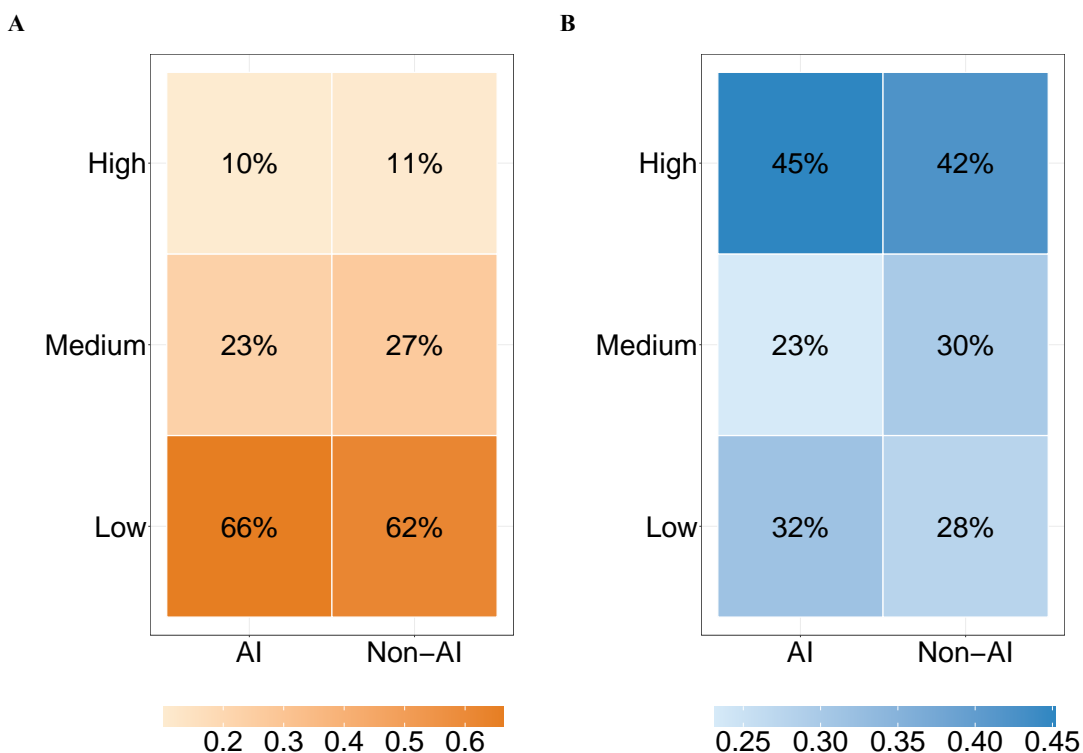 A
B
High
10%
11%
High
45%
42%
Medium
23%
27%
Medium
23%
30%
Low
66%
62%
Low
32%
28%
AI
Non−AI
AI
Non−AI
0.2 0.3 0.4 0.5 0.6
0.25 0.30 0.35 0.40 0.45